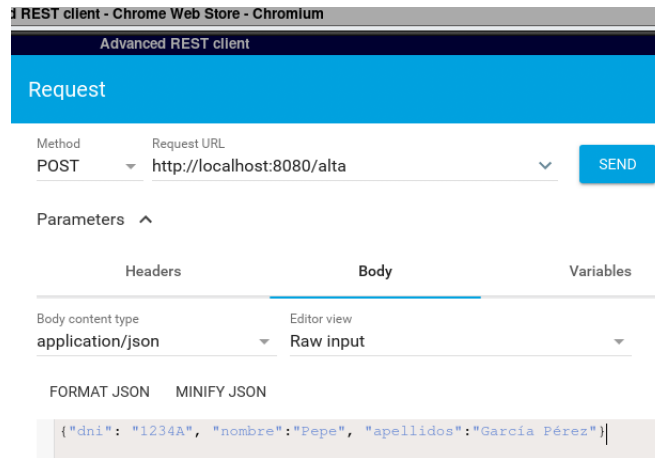 REST client - Chrome Web Store - Chromium
Advanced REST client
Request
Method Request URL
POST http://localhost:8080/alta SEND
Parameters
Headers Body Variables
Body content type Editor view
application/json Raw input
FORMAT JSON MINIFY JSON
{"dni": "1234A", "nombre":"Pepe", "apellidos":"García Pérez"}